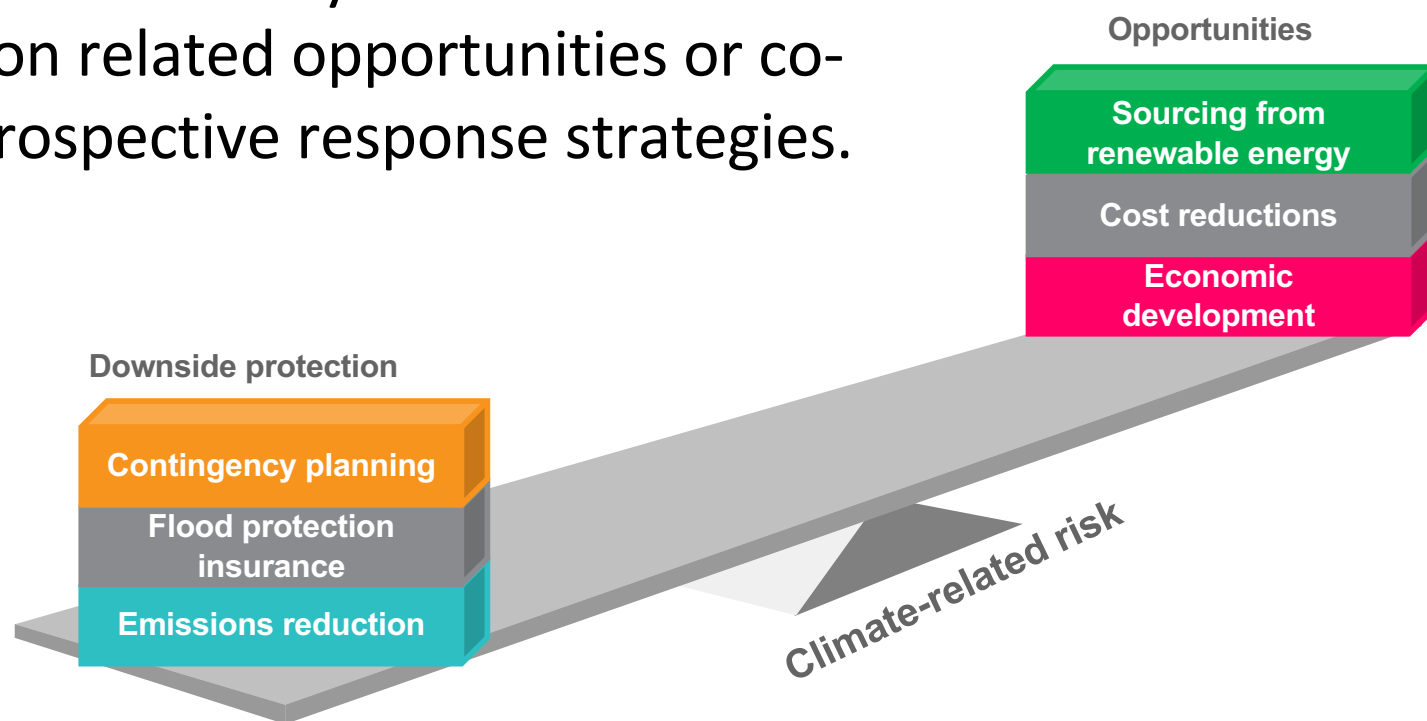 on related opportunities or co-
rospective response strategies.
Opportunities
Sourcing from
renewable energy
Cost reductions
Economic
development
Downside protection
Contingency planning
Flood protection
insurance
Emissions reduction
Climate-related risk